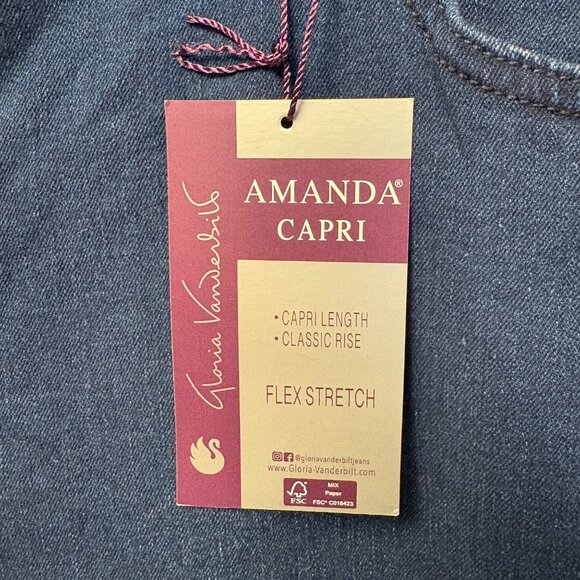 Gloria Vanderbilt
AMANDA®
CAPRI
• CAPRI LENGTH
• CLASSIC RISE
FLEX STRETCH
@gloriavanderbiltjeans
www.Gloria-Vanderbilt.com
FSC
MIX
Paper
FSC® C016423